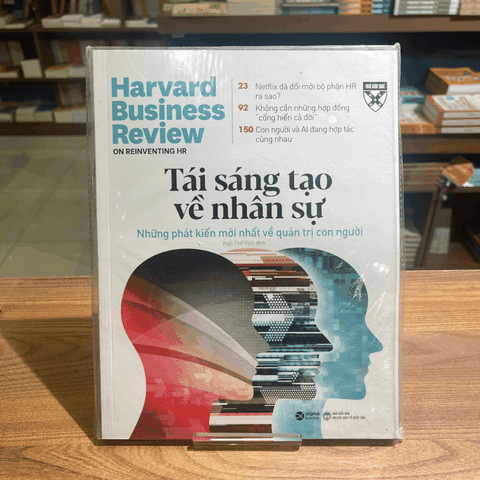 Harvard
Business
Review
ON REINVENTING HR
23 Netflix đã đổi mới bộ phận HR
ra sao?
92 Không cần những hợp đồng
"cống hiến cả đời"
150 Con người và AI đang hợp tác
cùng nhau
Tái sáng tạo
về nhân sự
Những phát kiến mới nhất về quản trị con người
alphabooks